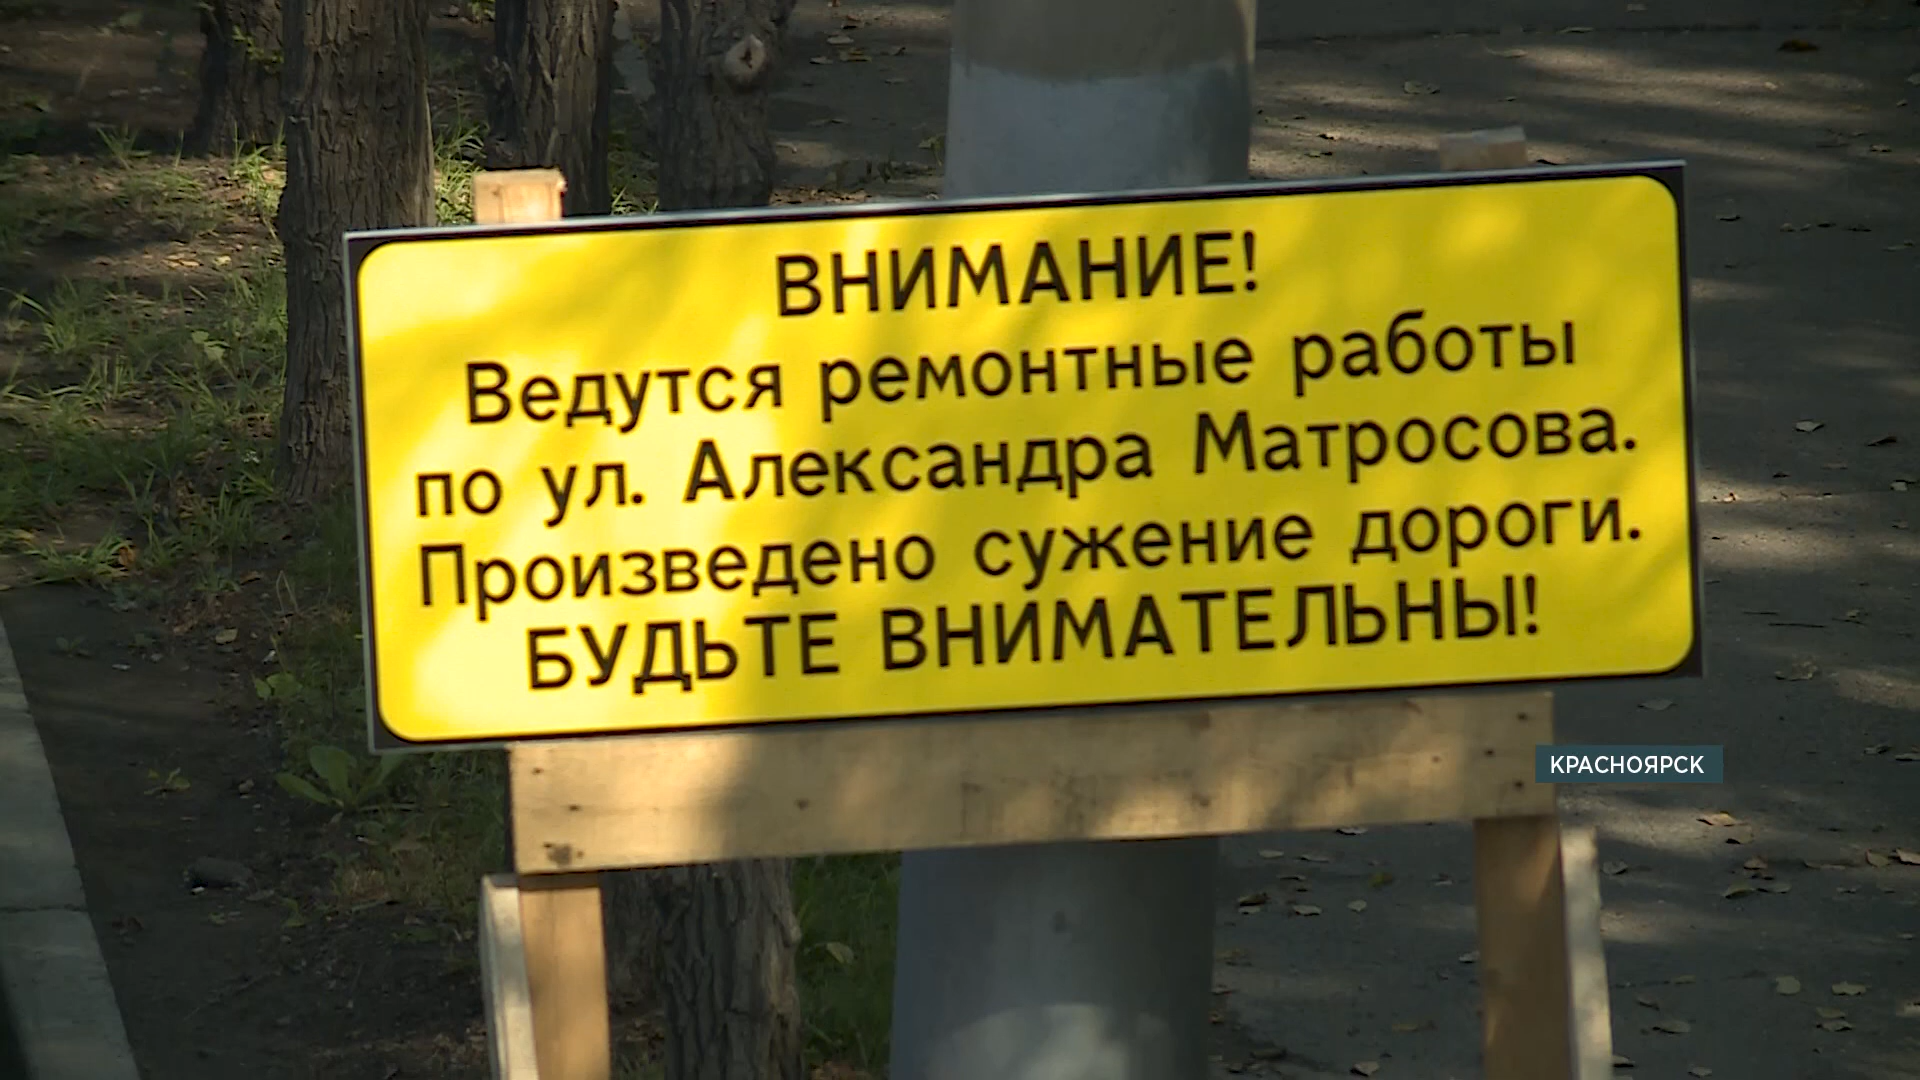 ВНИМАНИЕ!
Ведутся ремонтные работы
по ул. Александра Матросова.
Произведено сужение дороги.
БУДЬТЕ ВНИМАТЕЛЬНЫ!
КРАСНОЯРСК